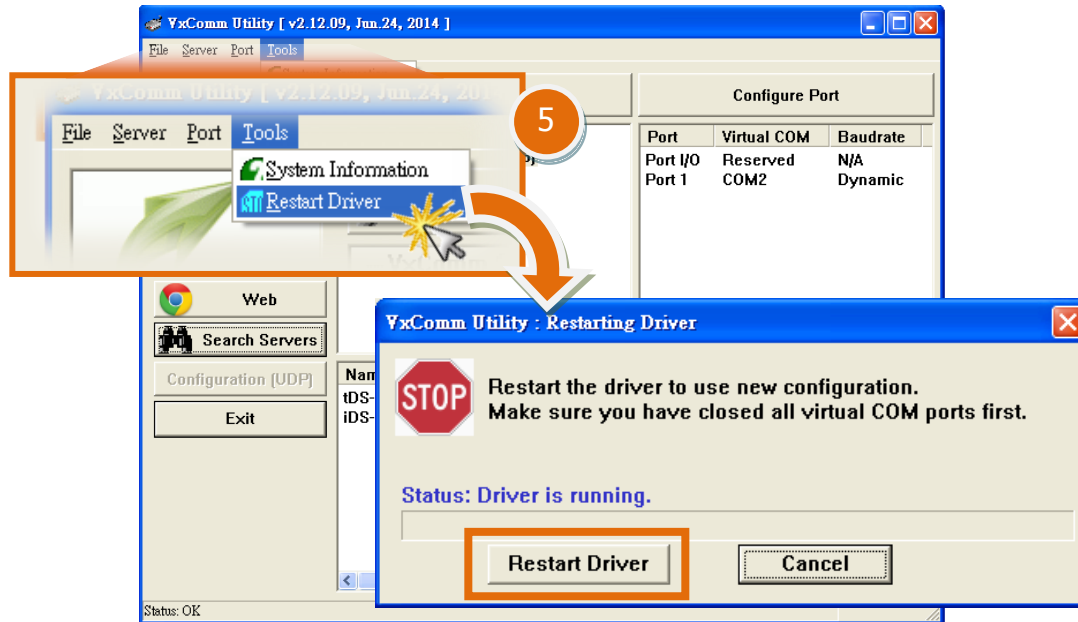 VxComm Utility [ v2.12.09, Jun.24, 2014 ]
File Server Port Tools
VxComm Utility [ v2.12.09, Jun.24, 20
5
File Server Port Tools
System Information
Restart Driver
Configure Port
Port Virtual COM Baudrate
Port I/O Reserved N/A
Port 1 COM2 Dynamic
Web
Search Servers
Configuration (UDP)
Exit
Nam
tDS-
iDS-
VxComm Utility : Restarting Driver
STOP
Restart the driver to use new configuration.
Make sure you have closed all virtual COM ports first.
Status: Driver is running.
Restart Driver
Cancel
Status: OK